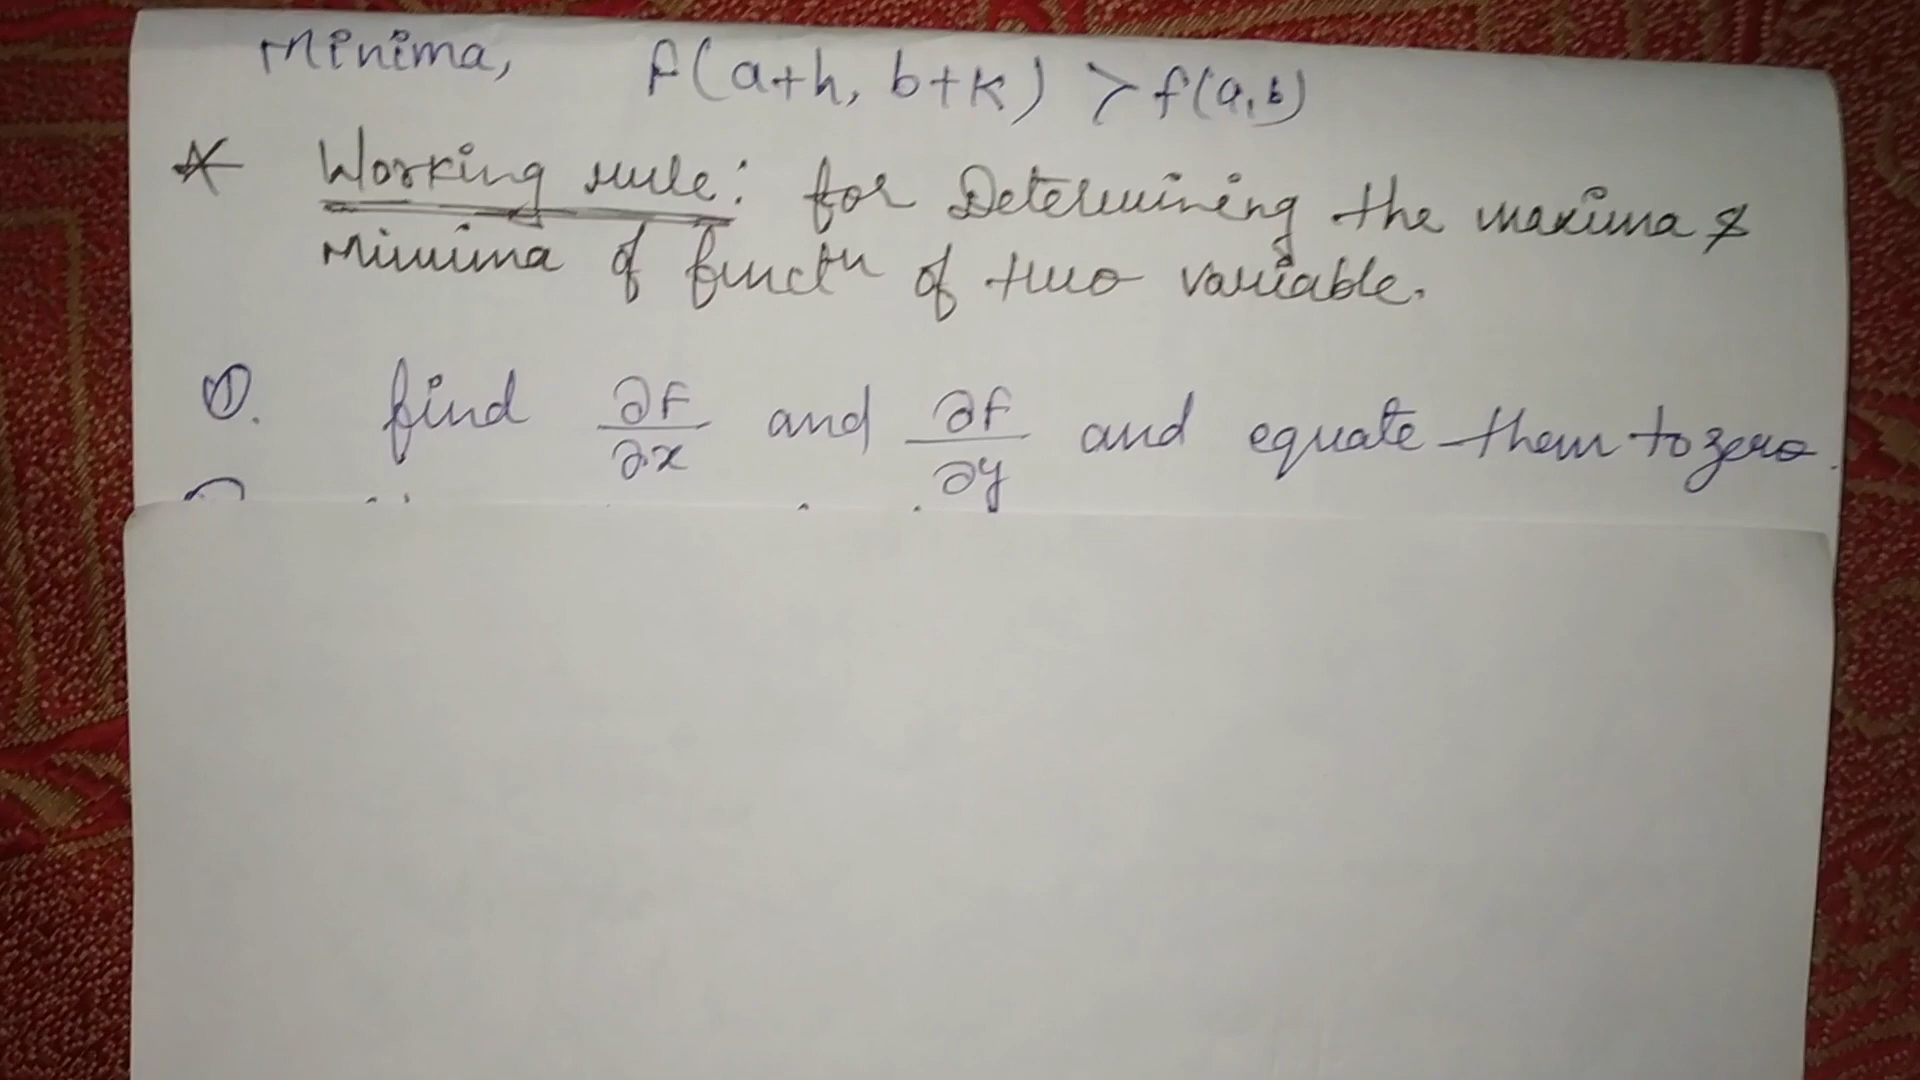 Minima, f(a+h, b+k) > f(a,b)
* Working rule: for Determining the maxima &
Minima of functn of two variable.
①. find ∂f/∂x and ∂f/∂y and equate them to zero.